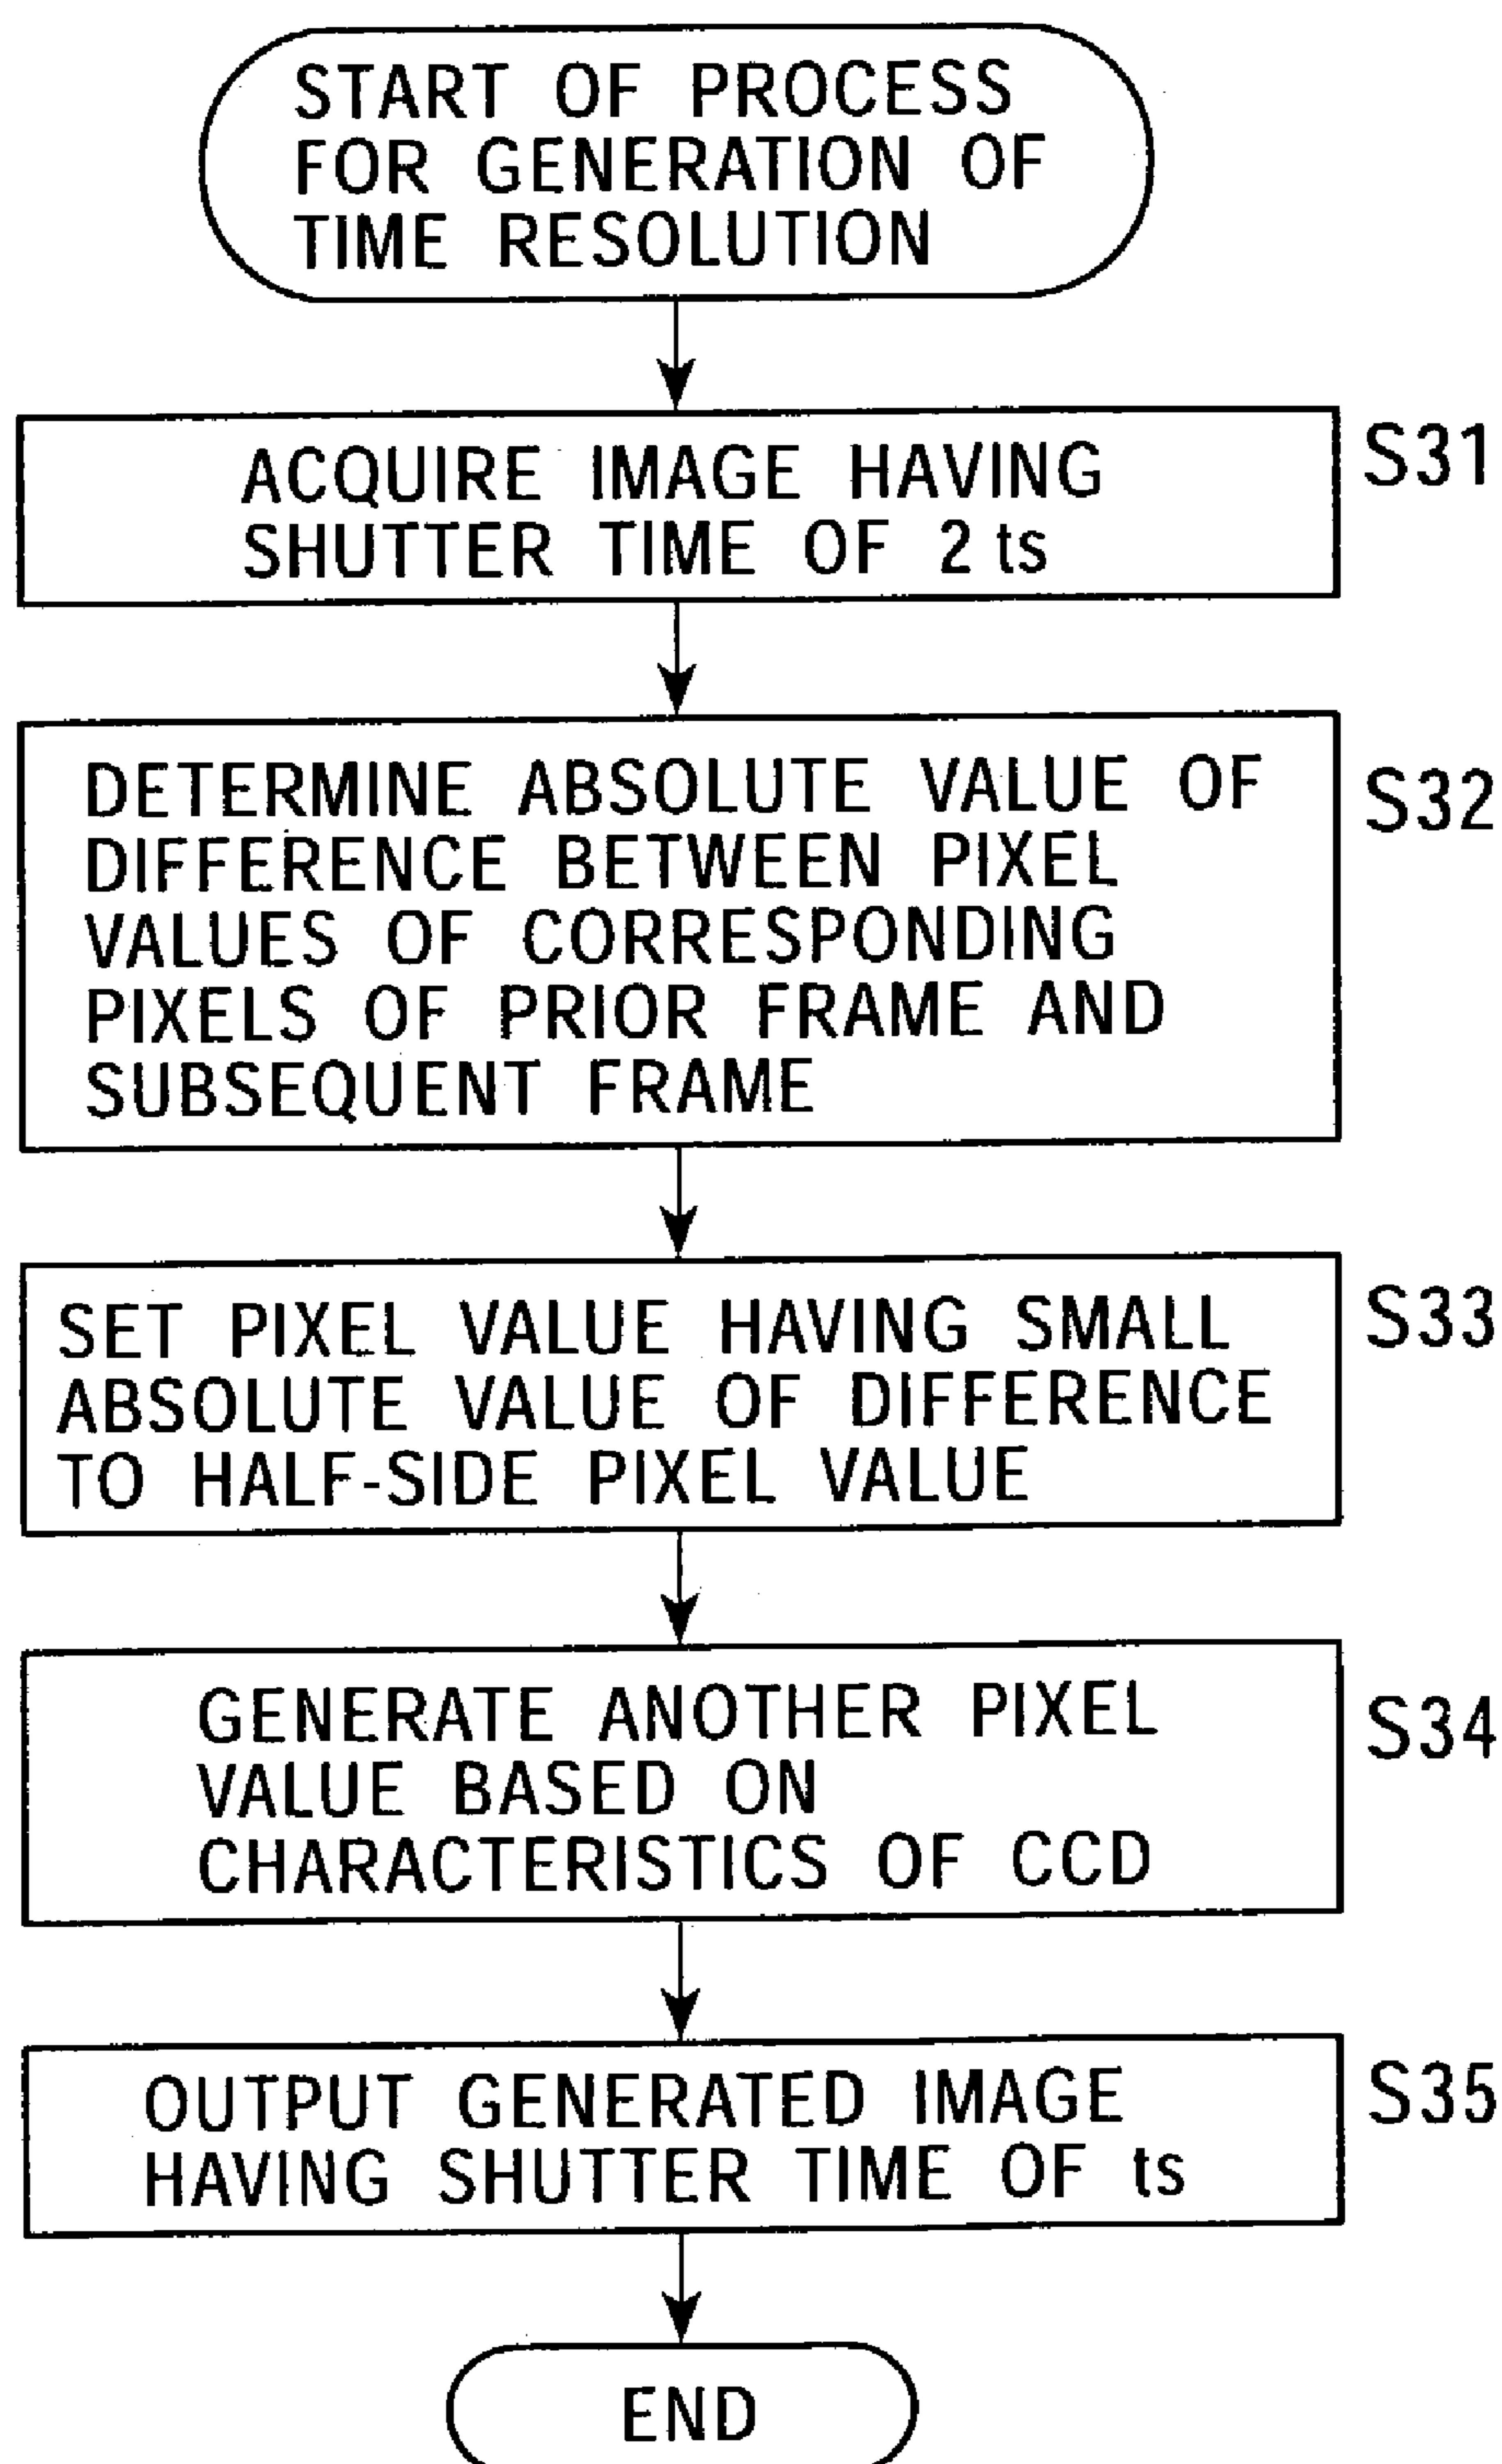 START OF PROCESS
FOR GENERATION OF
TIME RESOLUTION
ACQUIRE IMAGE HAVING
SHUTTER TIME OF 2 ts
S31
DETERMINE ABSOLUTE VALUE OF
DIFFERENCE BETWEEN PIXEL
VALUES OF CORRESPONDING
PIXELS OF PRIOR FRAME AND
SUBSEQUENT FRAME
S32
SET PIXEL VALUE HAVING SMALL
ABSOLUTE VALUE OF DIFFERENCE
TO HALF-SIDE PIXEL VALUE
S33
GENERATE ANOTHER PIXEL
VALUE BASED ON
CHARACTERISTICS OF CCD
S34
OUTPUT GENERATED IMAGE
HAVING SHUTTER TIME OF ts
S35
END